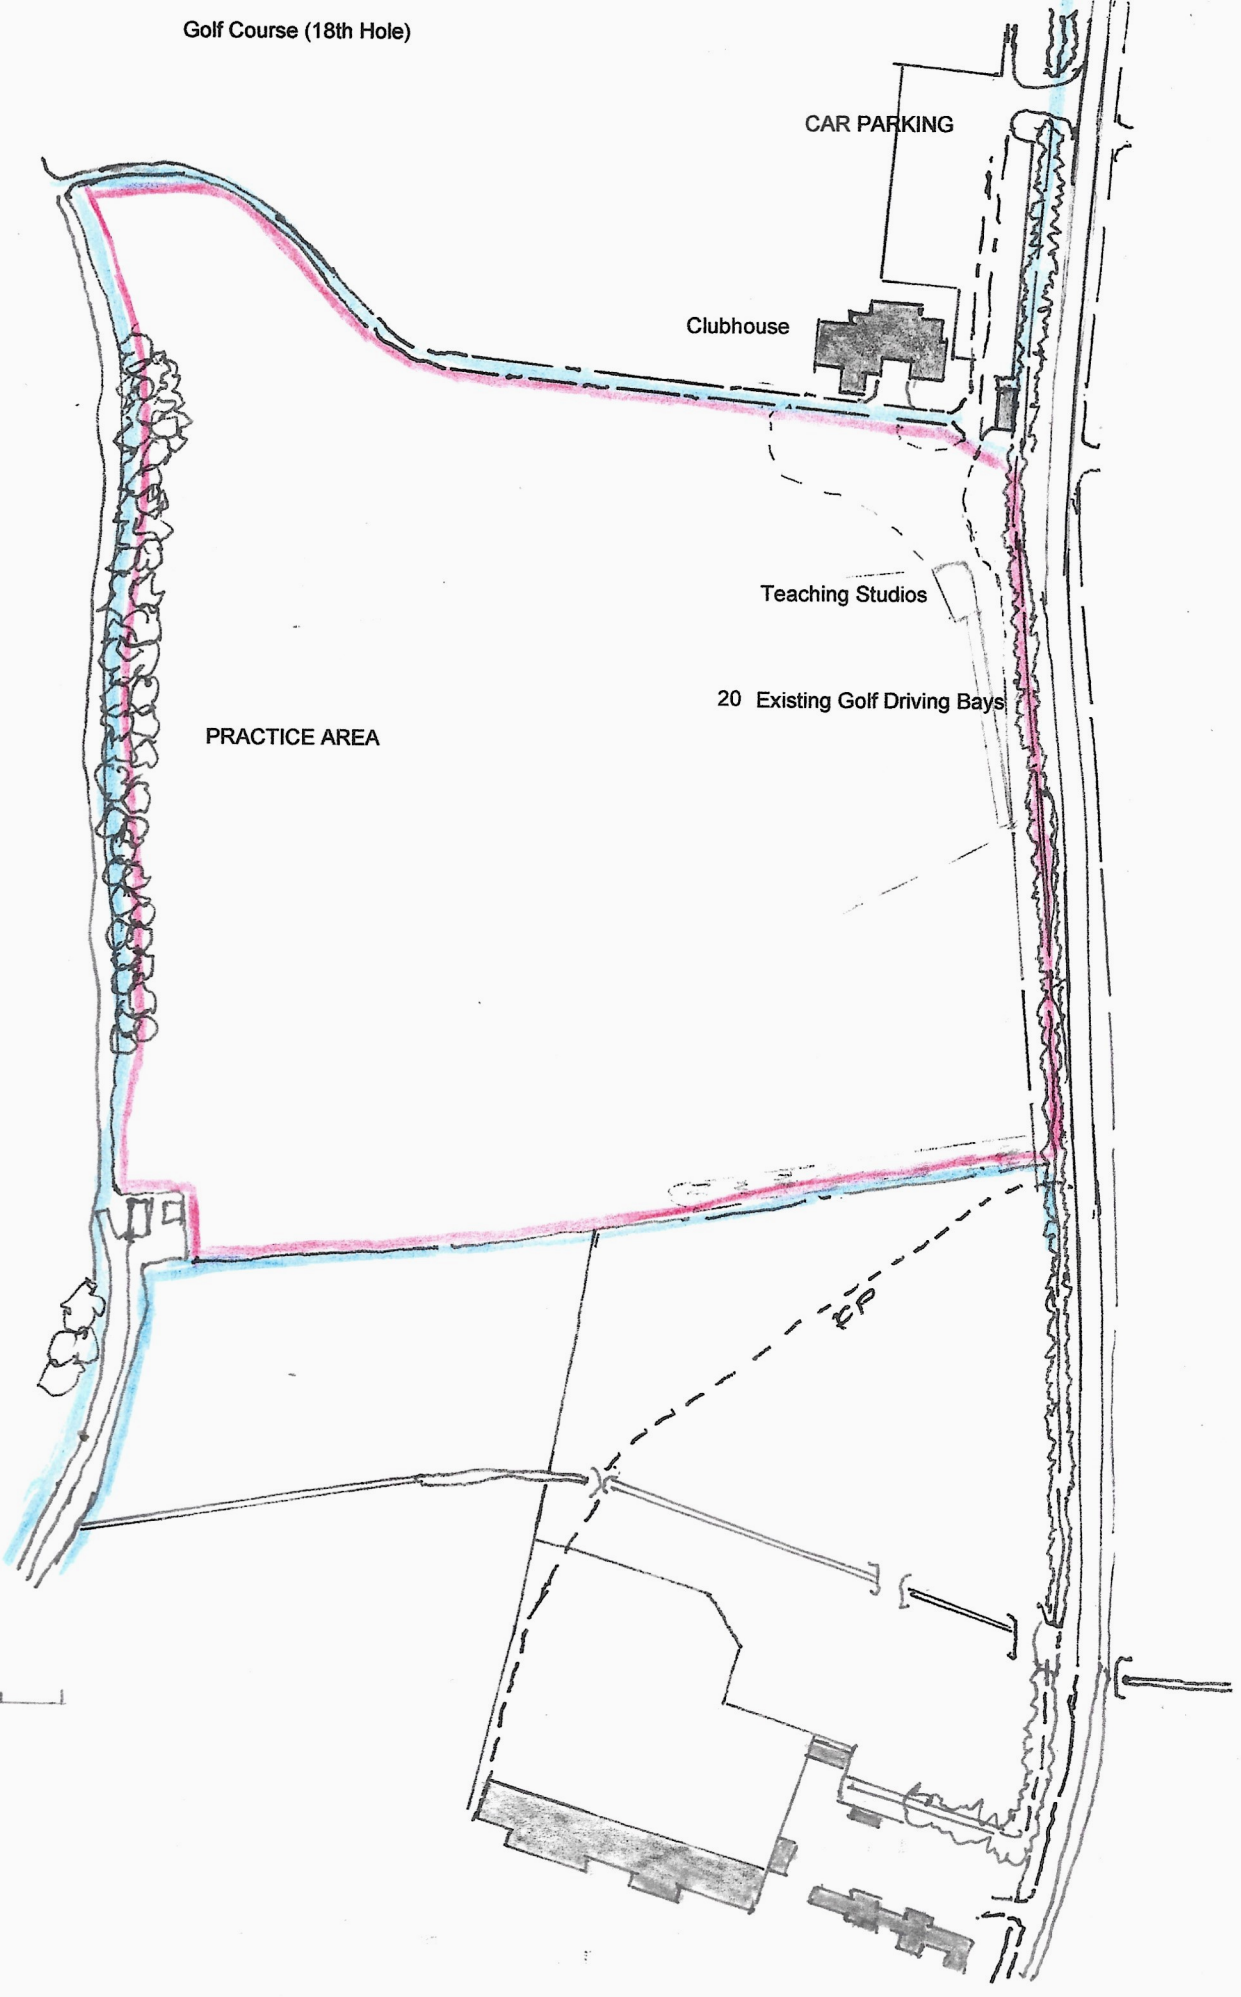 Golf Course (18th Hole)
CAR PARKING
Clubhouse
Teaching Studios
20 Existing Golf Driving Bays
PRACTICE AREA
FP